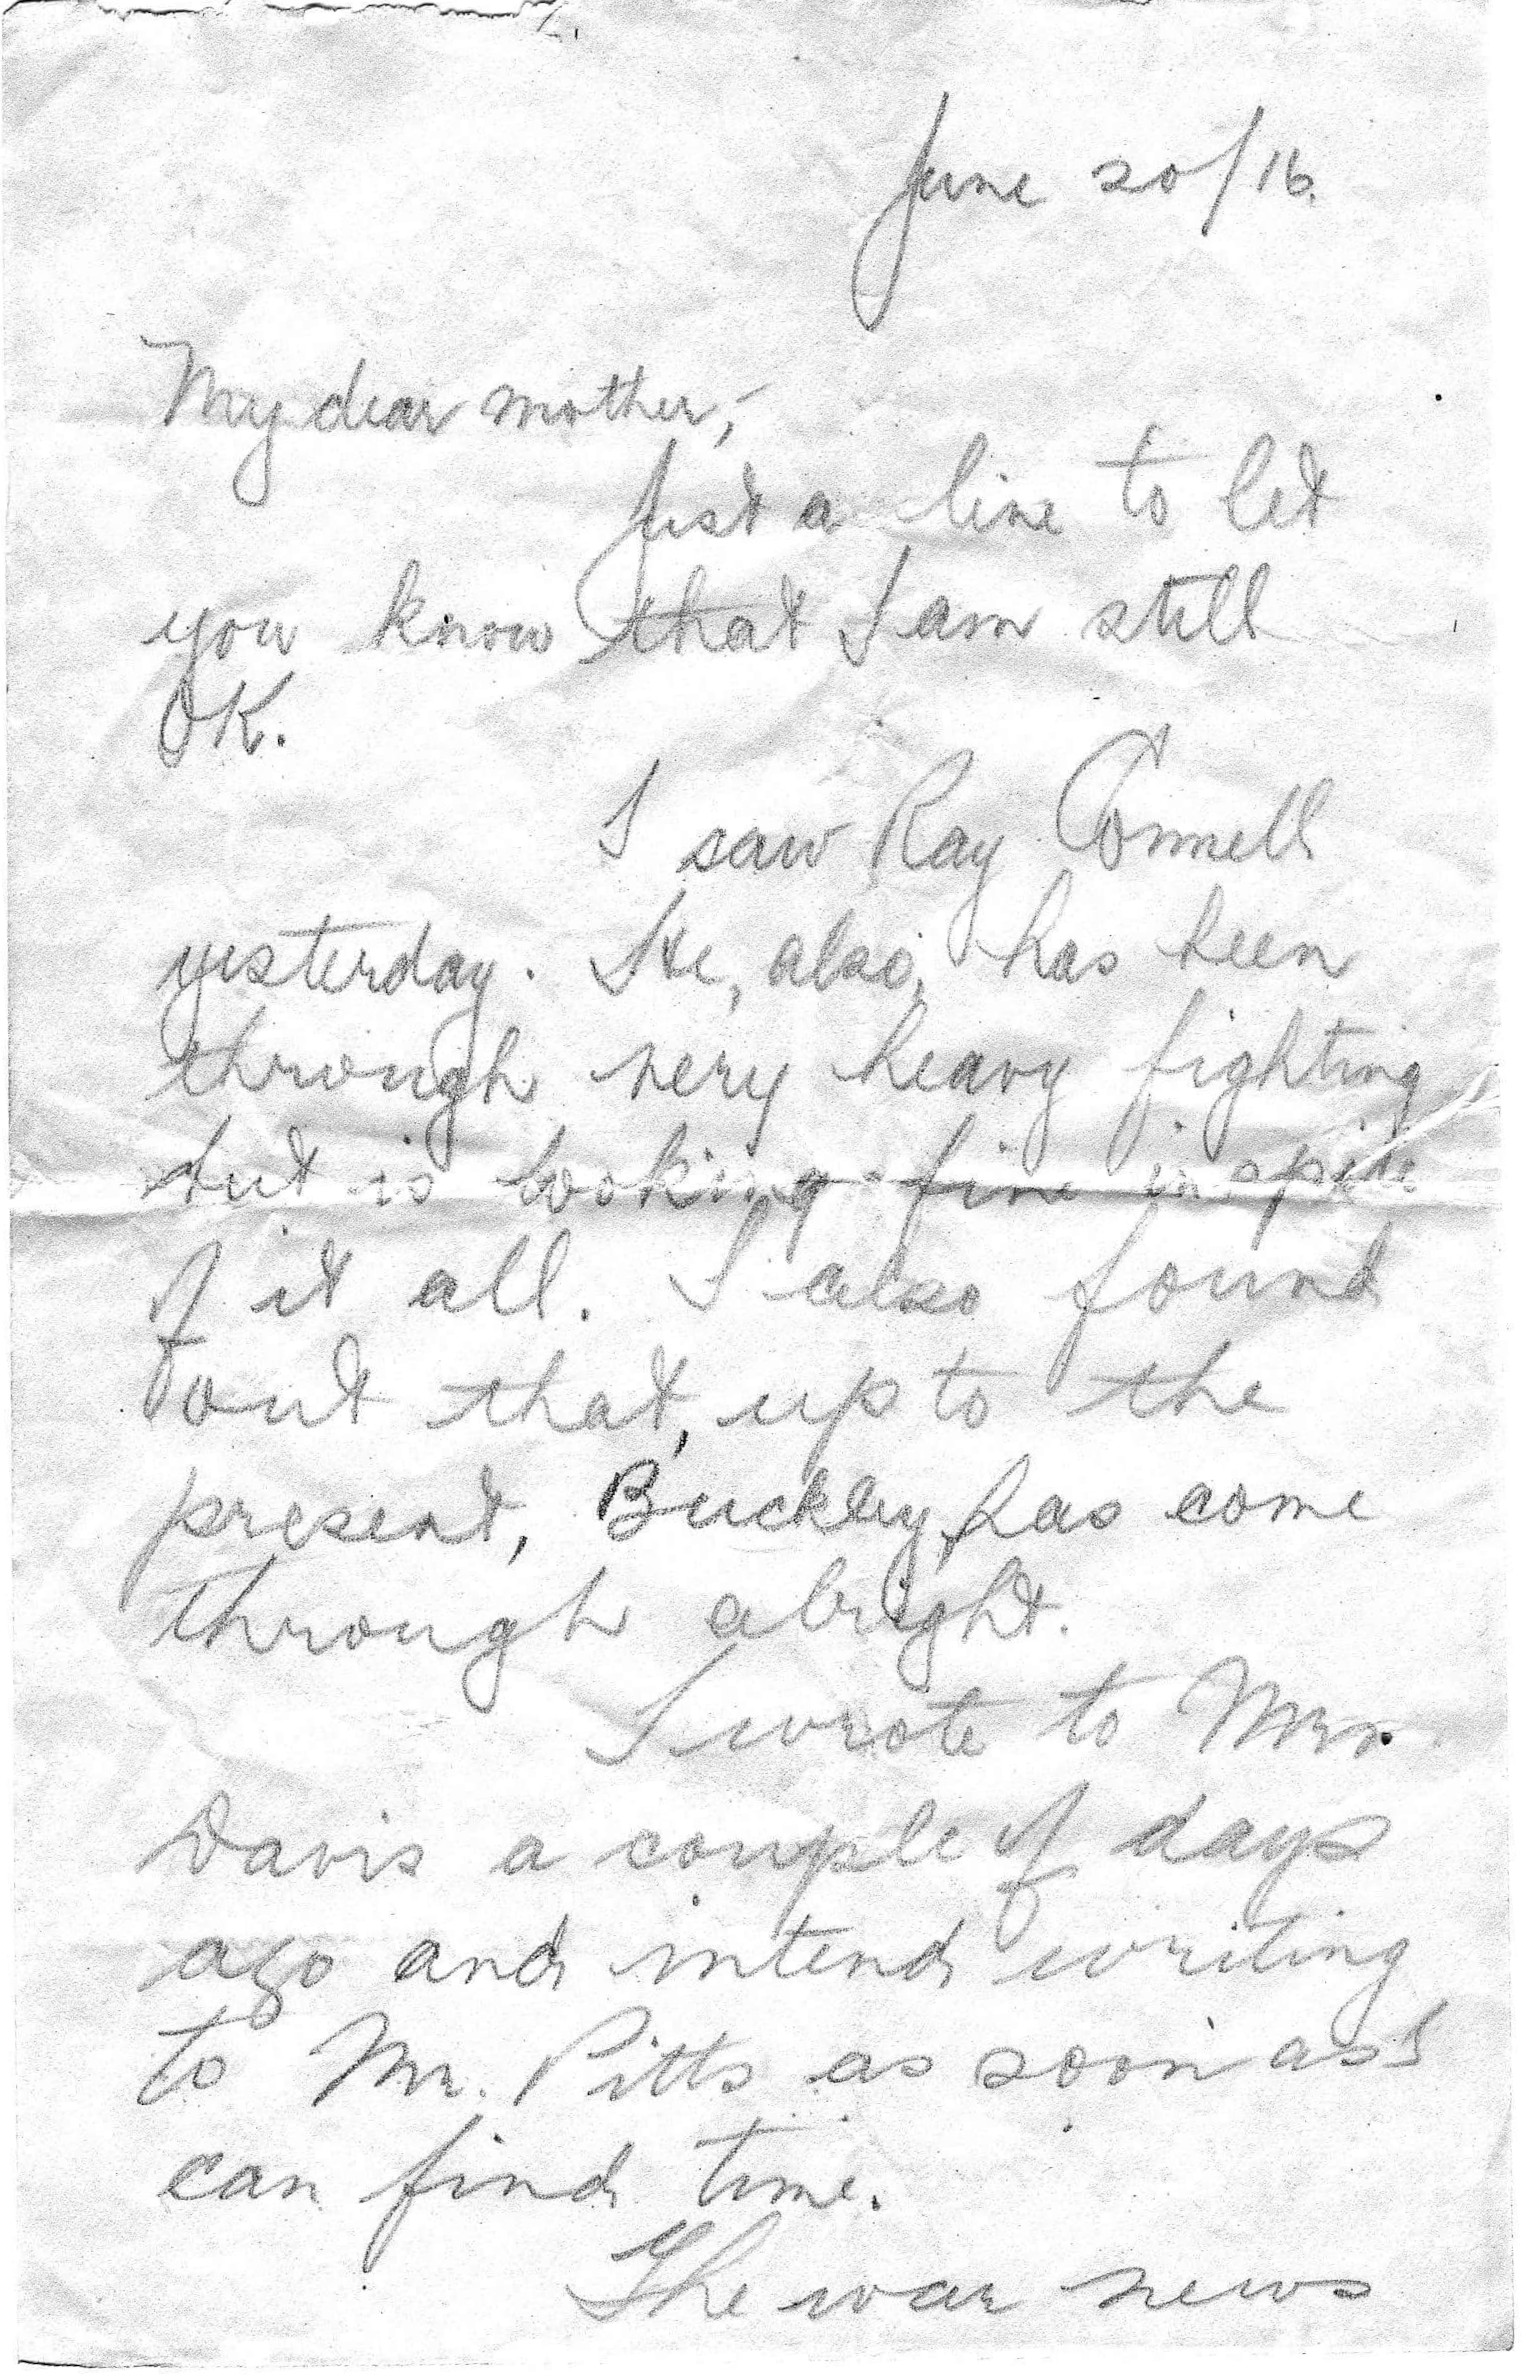 June 20/16.
My dear mother,-
Just a line to let
you know that I am still
OK.
I saw Ray Connell
yesterday. He, also, has been
through very heavy fighting
but is looking fine in spite
of it all. I also found
out that, up to the
present, Buckley, has come
through alright.
I wrote to Mrs.
Davis a couple of days
ago and intend writing
to Mr. Pitts as soon as I
can find time.
The war news